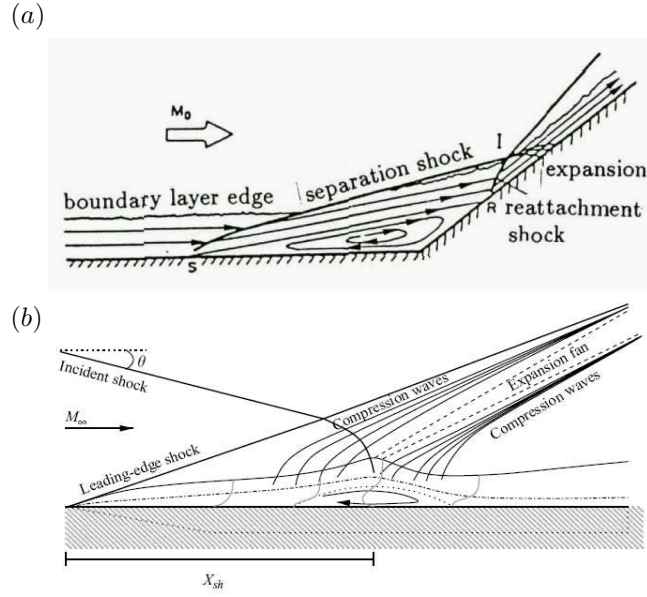 (a)
M₀
I
separation shock
boundary layer edge
expansion
R
reattachment
shock
S
(b)
θ
Incident shock
Expansion fan
Compression waves
M∞
Compression waves
Leading-edge shock
Xsh